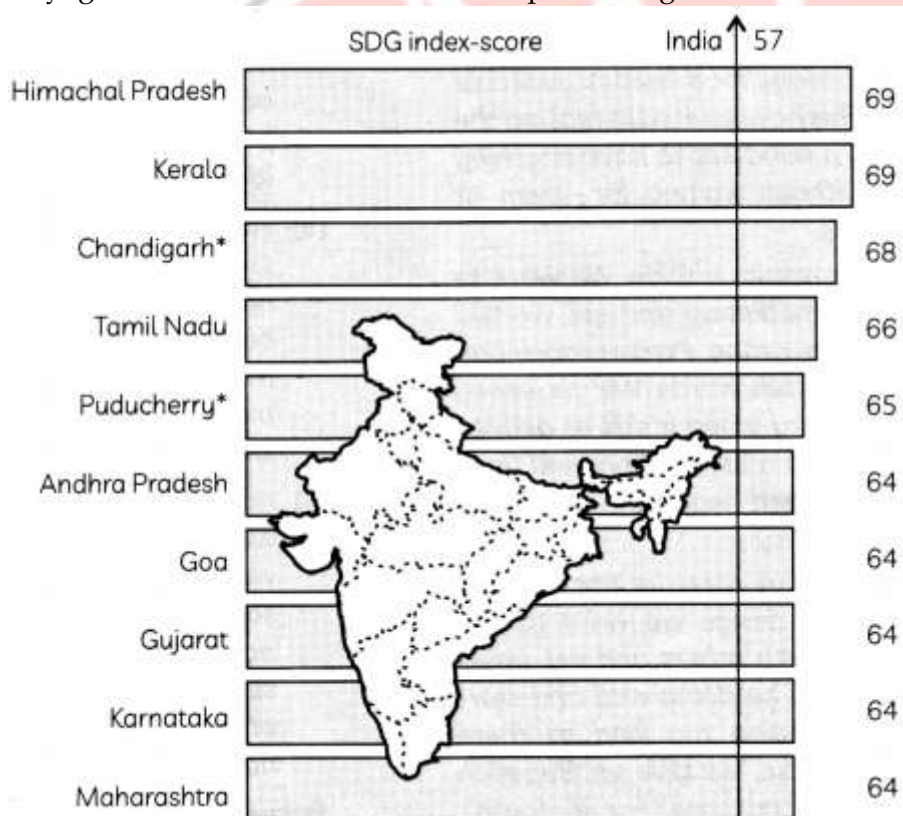 SDG index-score India 57
Himachal Pradesh 69
Kerala 69
Chandigarh* 68
Tamil Nadu 66
Puducherry* 65
Andhra Pradesh 64
Goa 64
Gujarat 64
Karnataka 64
Maharashtra 64